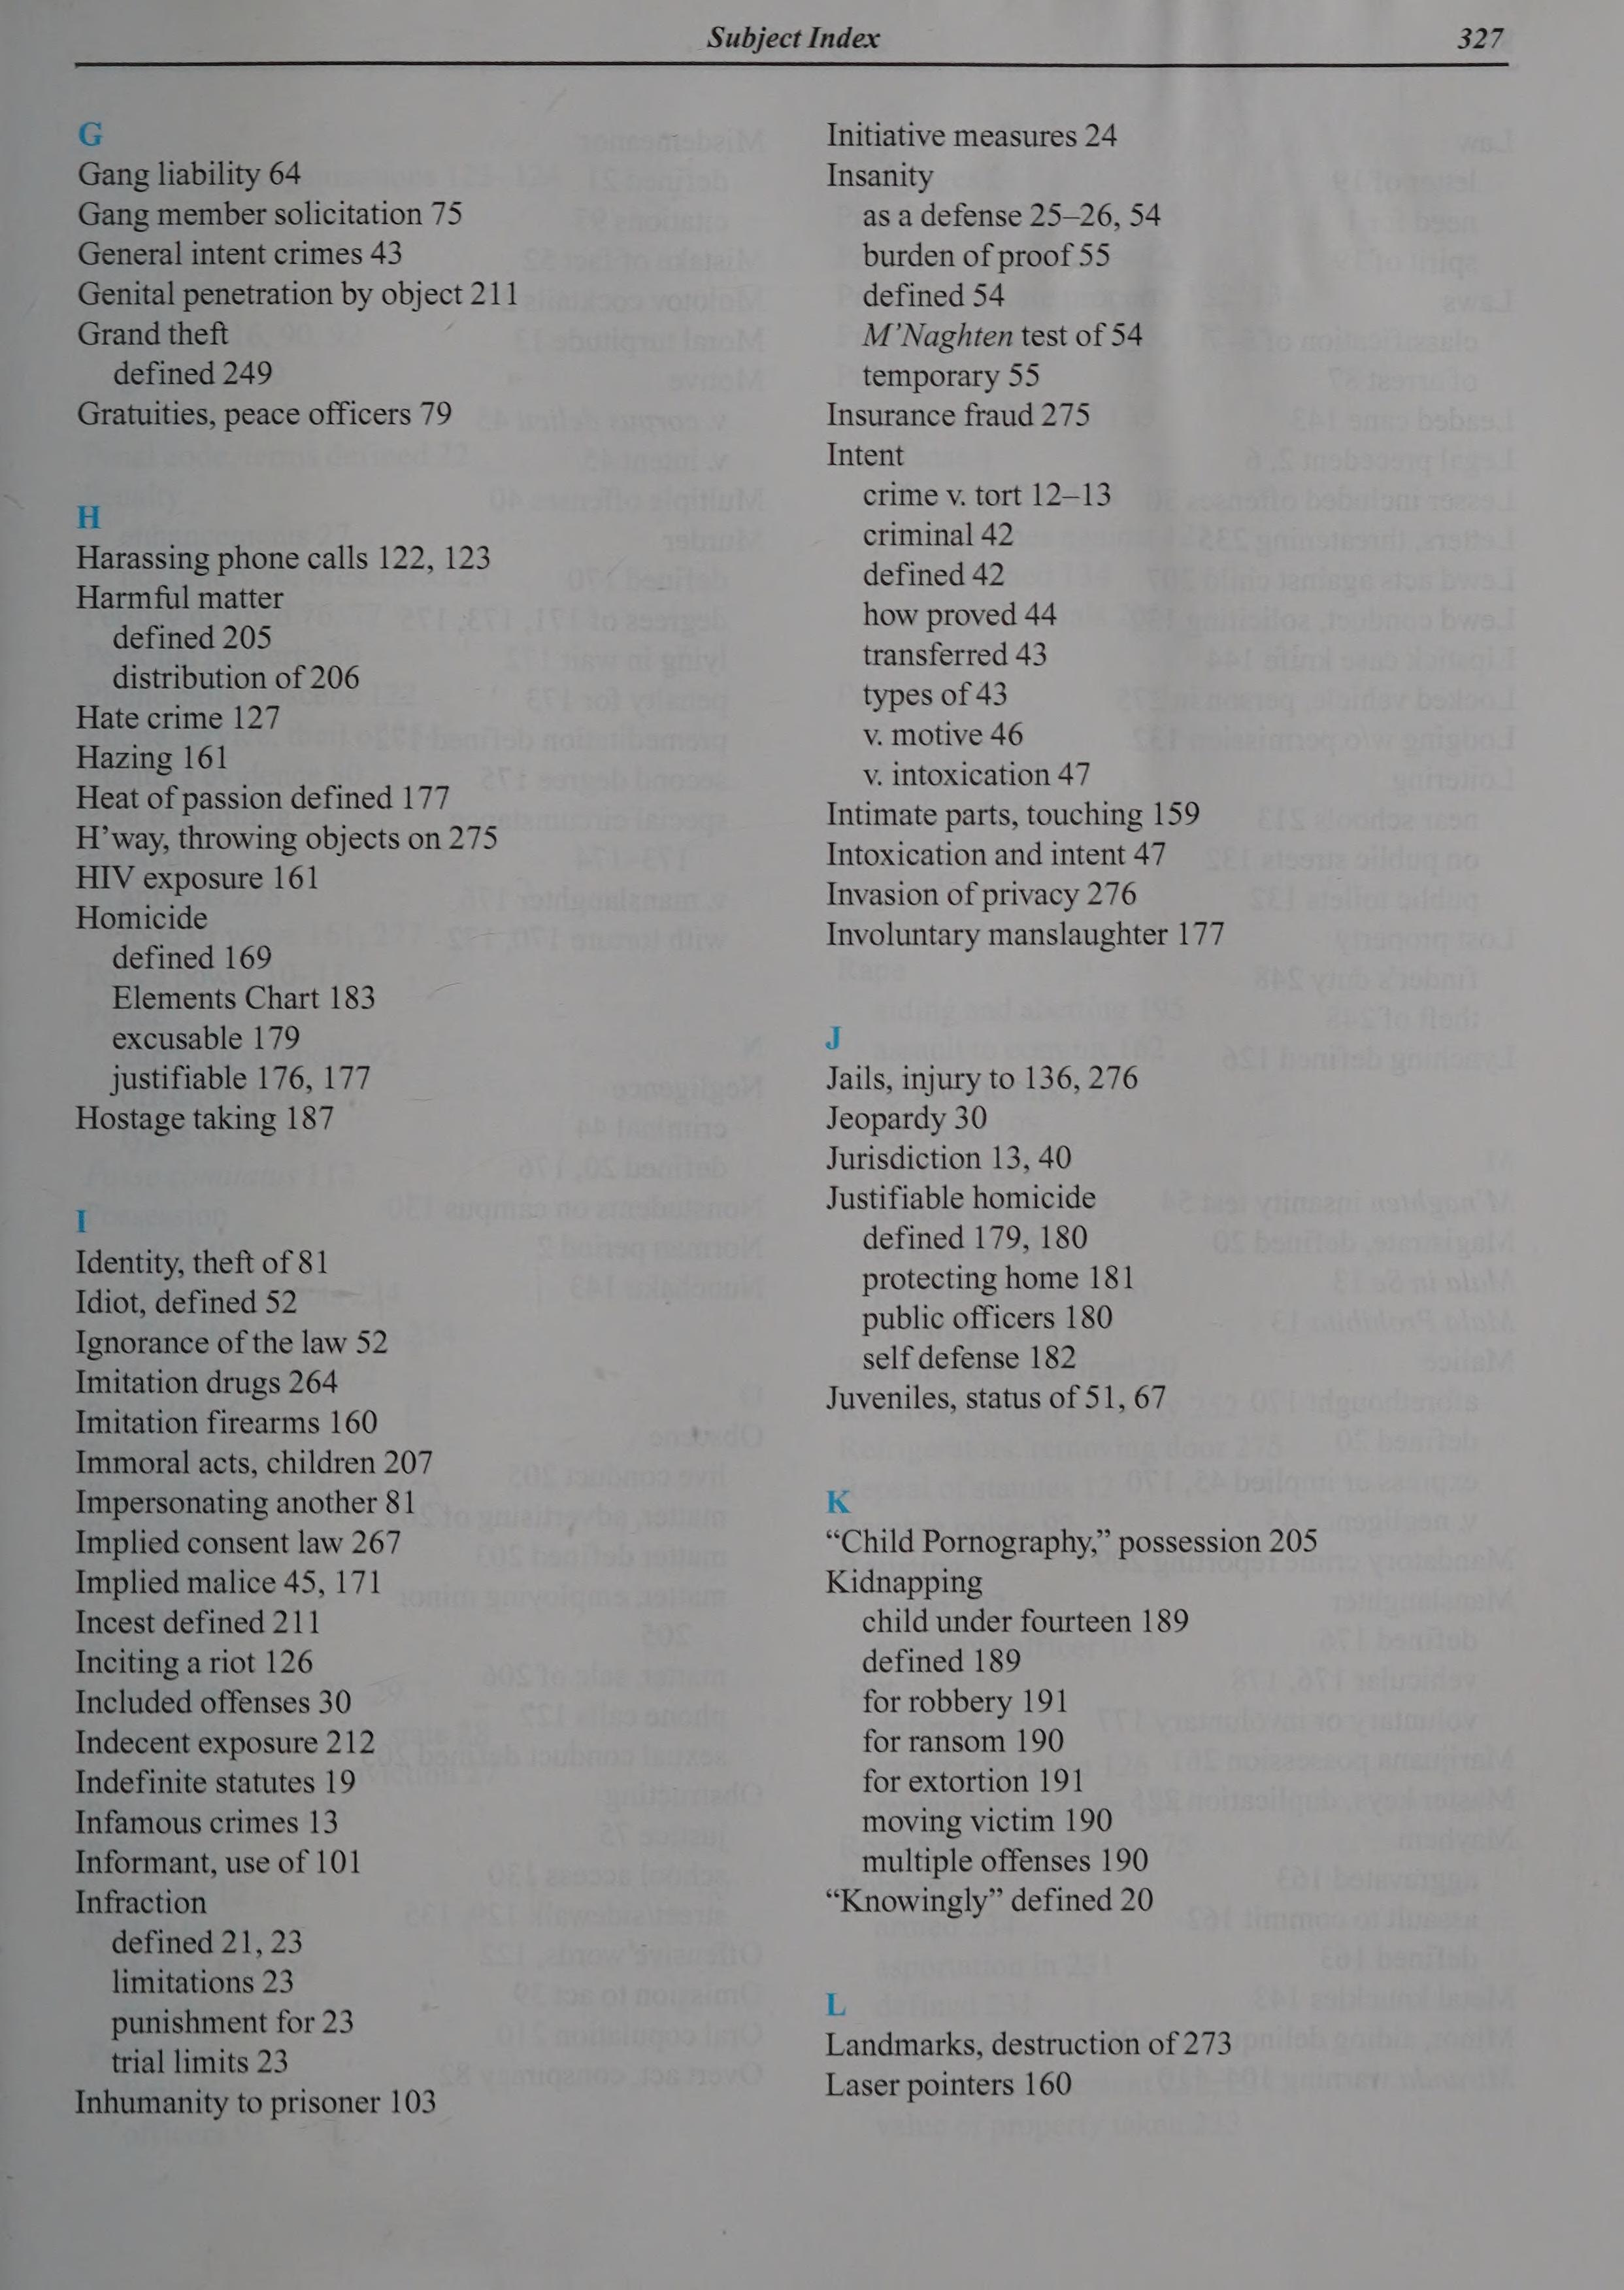 Subject Index 327
G
Gang liability 64
Gang member solicitation 75
General intent crimes 43
Genital penetration by object 211
Grand theft
defined 249
Gratuities, peace officers 79
H
Harassing phone calls 122, 123
Harmful matter
defined 205
distribution of 206
Hate crime 127
Hazing 161
Heat of passion defined 177
H’way, throwing objects on 275
HIV exposure 161
Homicide
defined 169
Elements Chart 183
excusable 179
justifiable 176, 177
Hostage taking 187
I
Identity, theft of 81
Idiot, defined 52
Ignorance of the law 52
Imitation drugs 264
Imitation firearms 160
Immoral acts, children 207
Impersonating another 81
Implied consent law 267
Implied malice 45, 171
Incest defined 211
Inciting a riot 126
Included offenses 30
Indecent exposure 212
Indefinite statutes 19
Infamous crimes 13
Informant, use of 101
Infraction
defined 21, 23
limitations 23
punishment for 23
trial limits 23
Inhumanity to prisoner 103
Initiative measures 24
Insanity
as a defense 25–26, 54
burden of proof 55
defined 54
M’Naghten test of 54
temporary 55
Insurance fraud 275
Intent
crime v. tort 12–13
criminal 42
defined 42
how proved 44
transferred 43
types of 43
v. motive 46
v. intoxication 47
Intimate parts, touching 159
Intoxication and intent 47
Invasion of privacy 276
Involuntary manslaughter 177
J
Jails, injury to 136, 276
Jeopardy 30
Jurisdiction 13, 40
Justifiable homicide
defined 179, 180
protecting home 181
public officers 180
self defense 182
Juveniles, status of 51, 67
K
“Child Pornography,” possession 205
Kidnapping
child under fourteen 189
defined 189
for robbery 191
for ransom 190
for extortion 191
moving victim 190
multiple offenses 190
“Knowingly” defined 20
L
Landmarks, destruction of 273
Laser pointers 160